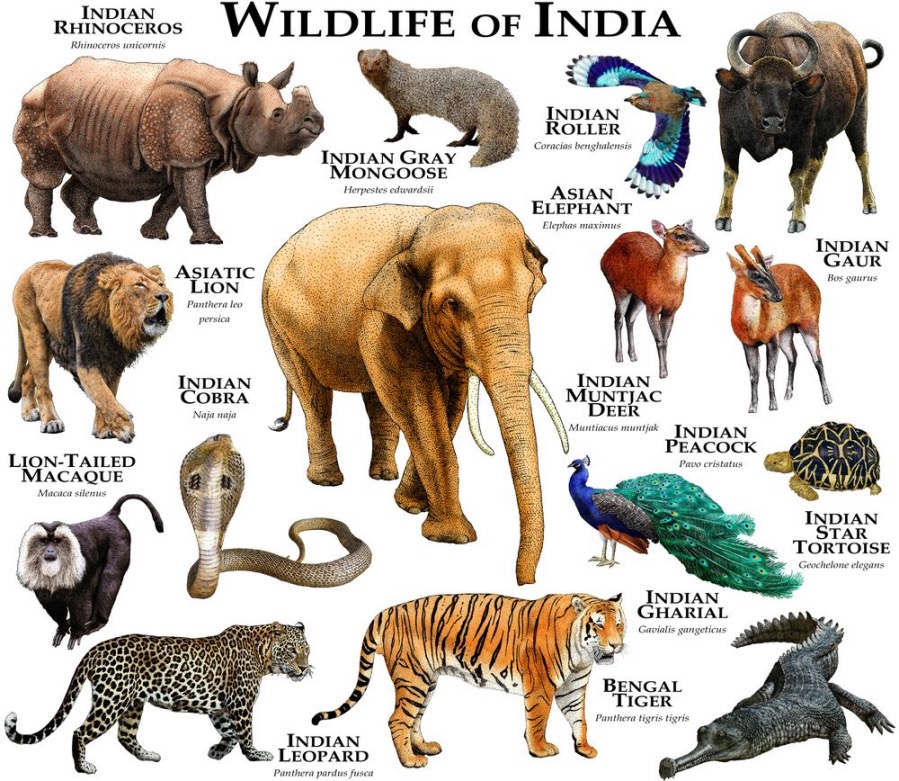 WILDLIFE OF INDIA
INDIAN
RHINOCEROS
Rhinoceros unicornis
INDIAN GRAY
MONGOOSE
Herpestes edwardsii
INDIAN
ROLLER
Coracias benghalensis
ASIAN
ELEPHANT
Elephas maximus
INDIAN
GAUR
Bos gaurus
ASIATIC
LION
Panthera leo
persica
INDIAN
COBRA
Naja naja
INDIAN
MUNTJAC
DEER
Muntiacus muntjak
INDIAN
PEACOCK
Pavo cristatus
LION-TAILED
MACAQUE
Macaca silenus
INDIAN
STAR
TORTOISE
Geochelone elegans
INDIAN
GHARIAL
Gavialis gangeticus
BENGAL
TIGER
Panthera tigris tigris
INDIAN
LEOPARD
Panthera pardus fusca